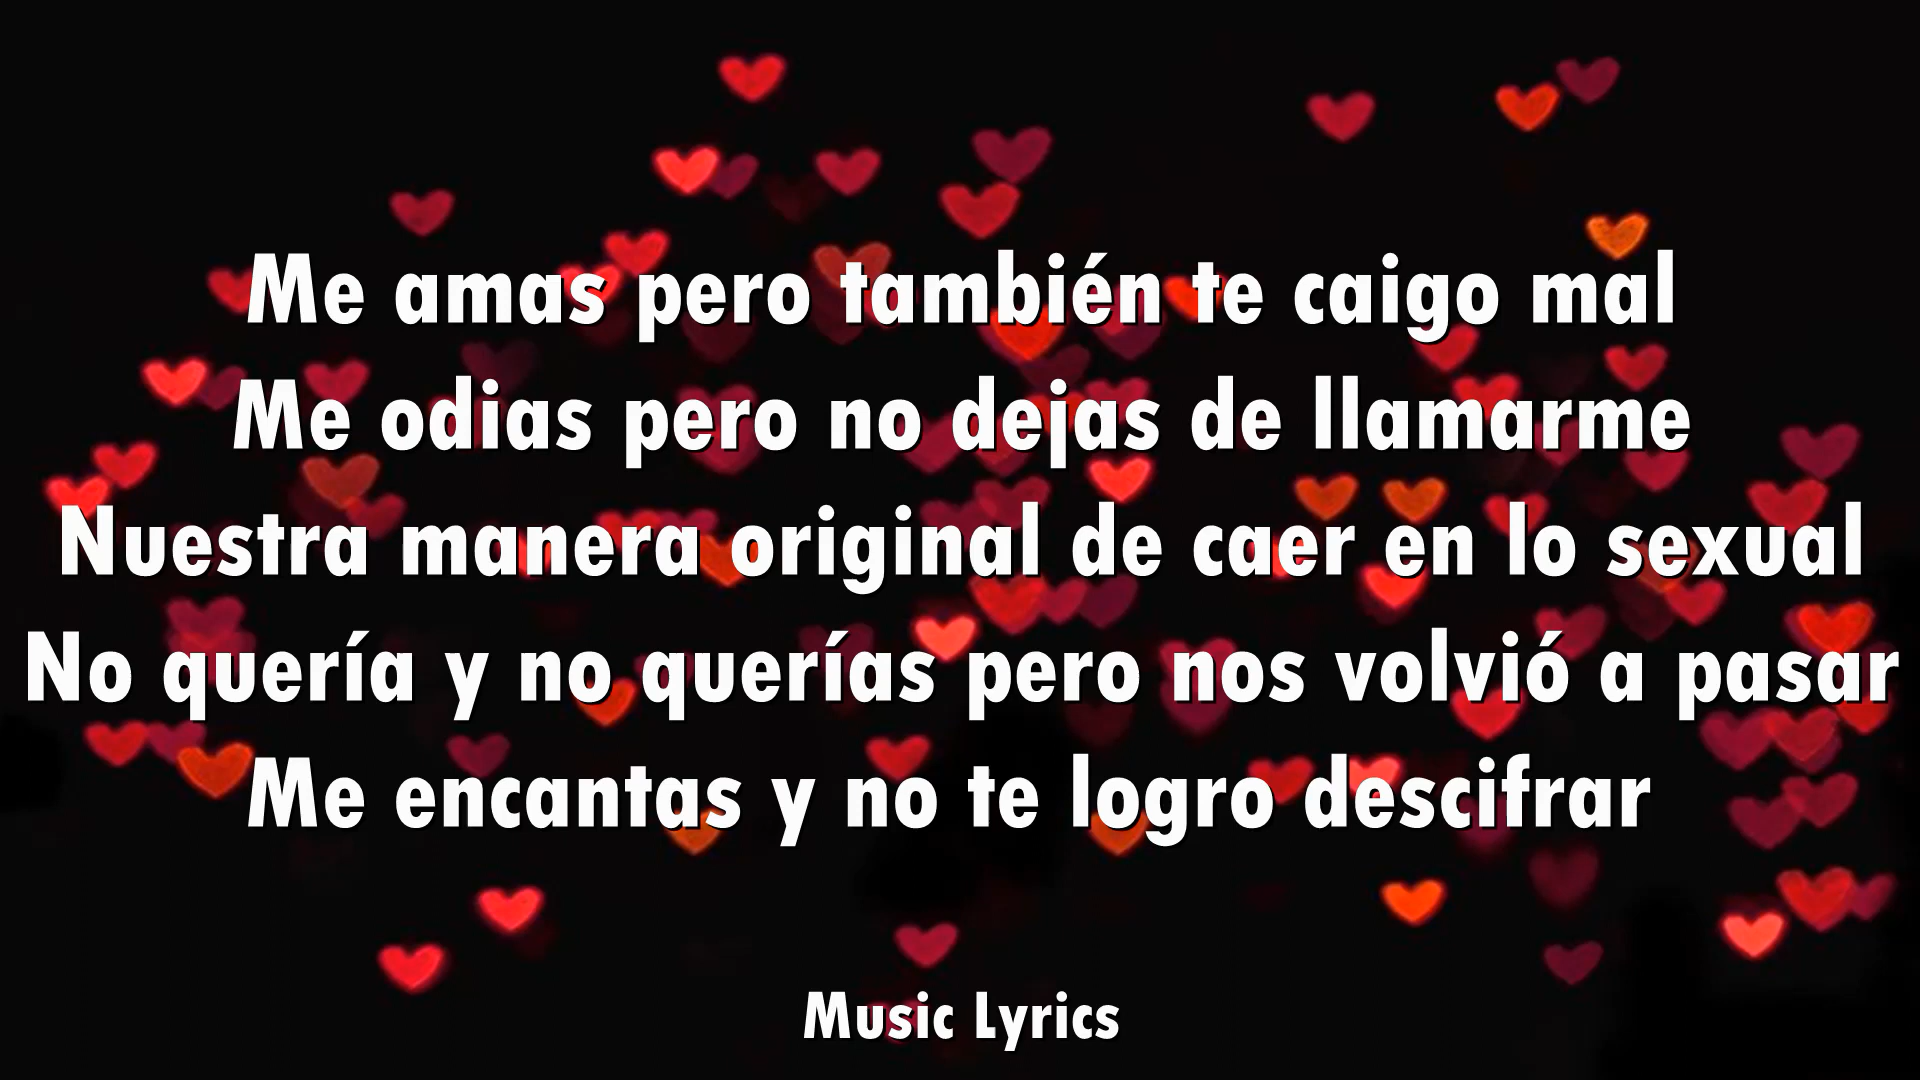 Me amas pero también te caigo mal
Me odias pero no dejas de llamarme
Nuestra manera original de caer en lo sexual
No quería y no querías pero nos volvió a pasar
Me encantas y no te logro descifrar
Music Lyrics